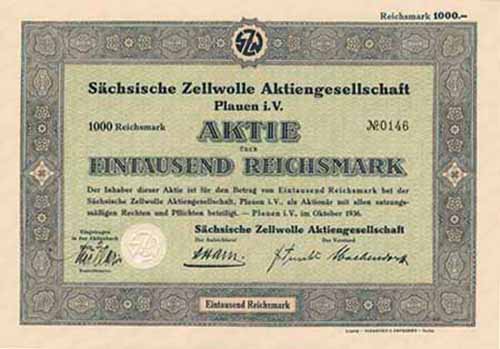 Reichsmark 1000.—
SZW
Sächsische Zellwolle Aktiengesellschaft
Plauen i.V.
1000 Reichsmark
AKTIE
№0146
ÜBER
EINTAUSEND REICHSMARK
Der Inhaber dieser Aktie ist für den Betrag von Eintausend Reichsmark bei der
Sächsische Zellwolle Aktiengesellschaft, Plauen i.V., als Aktionär mit allen satzungs-
mäßigen Rechten und Pflichten beteiligt. — Plauen i.V., im Oktober 1936.
Eingetragen
in das Aktienbuch
Sächsische Zellwolle Aktiengesellschaft
Der Aufsichtsrat
Der Vorstand
Eintausend Reichsmark